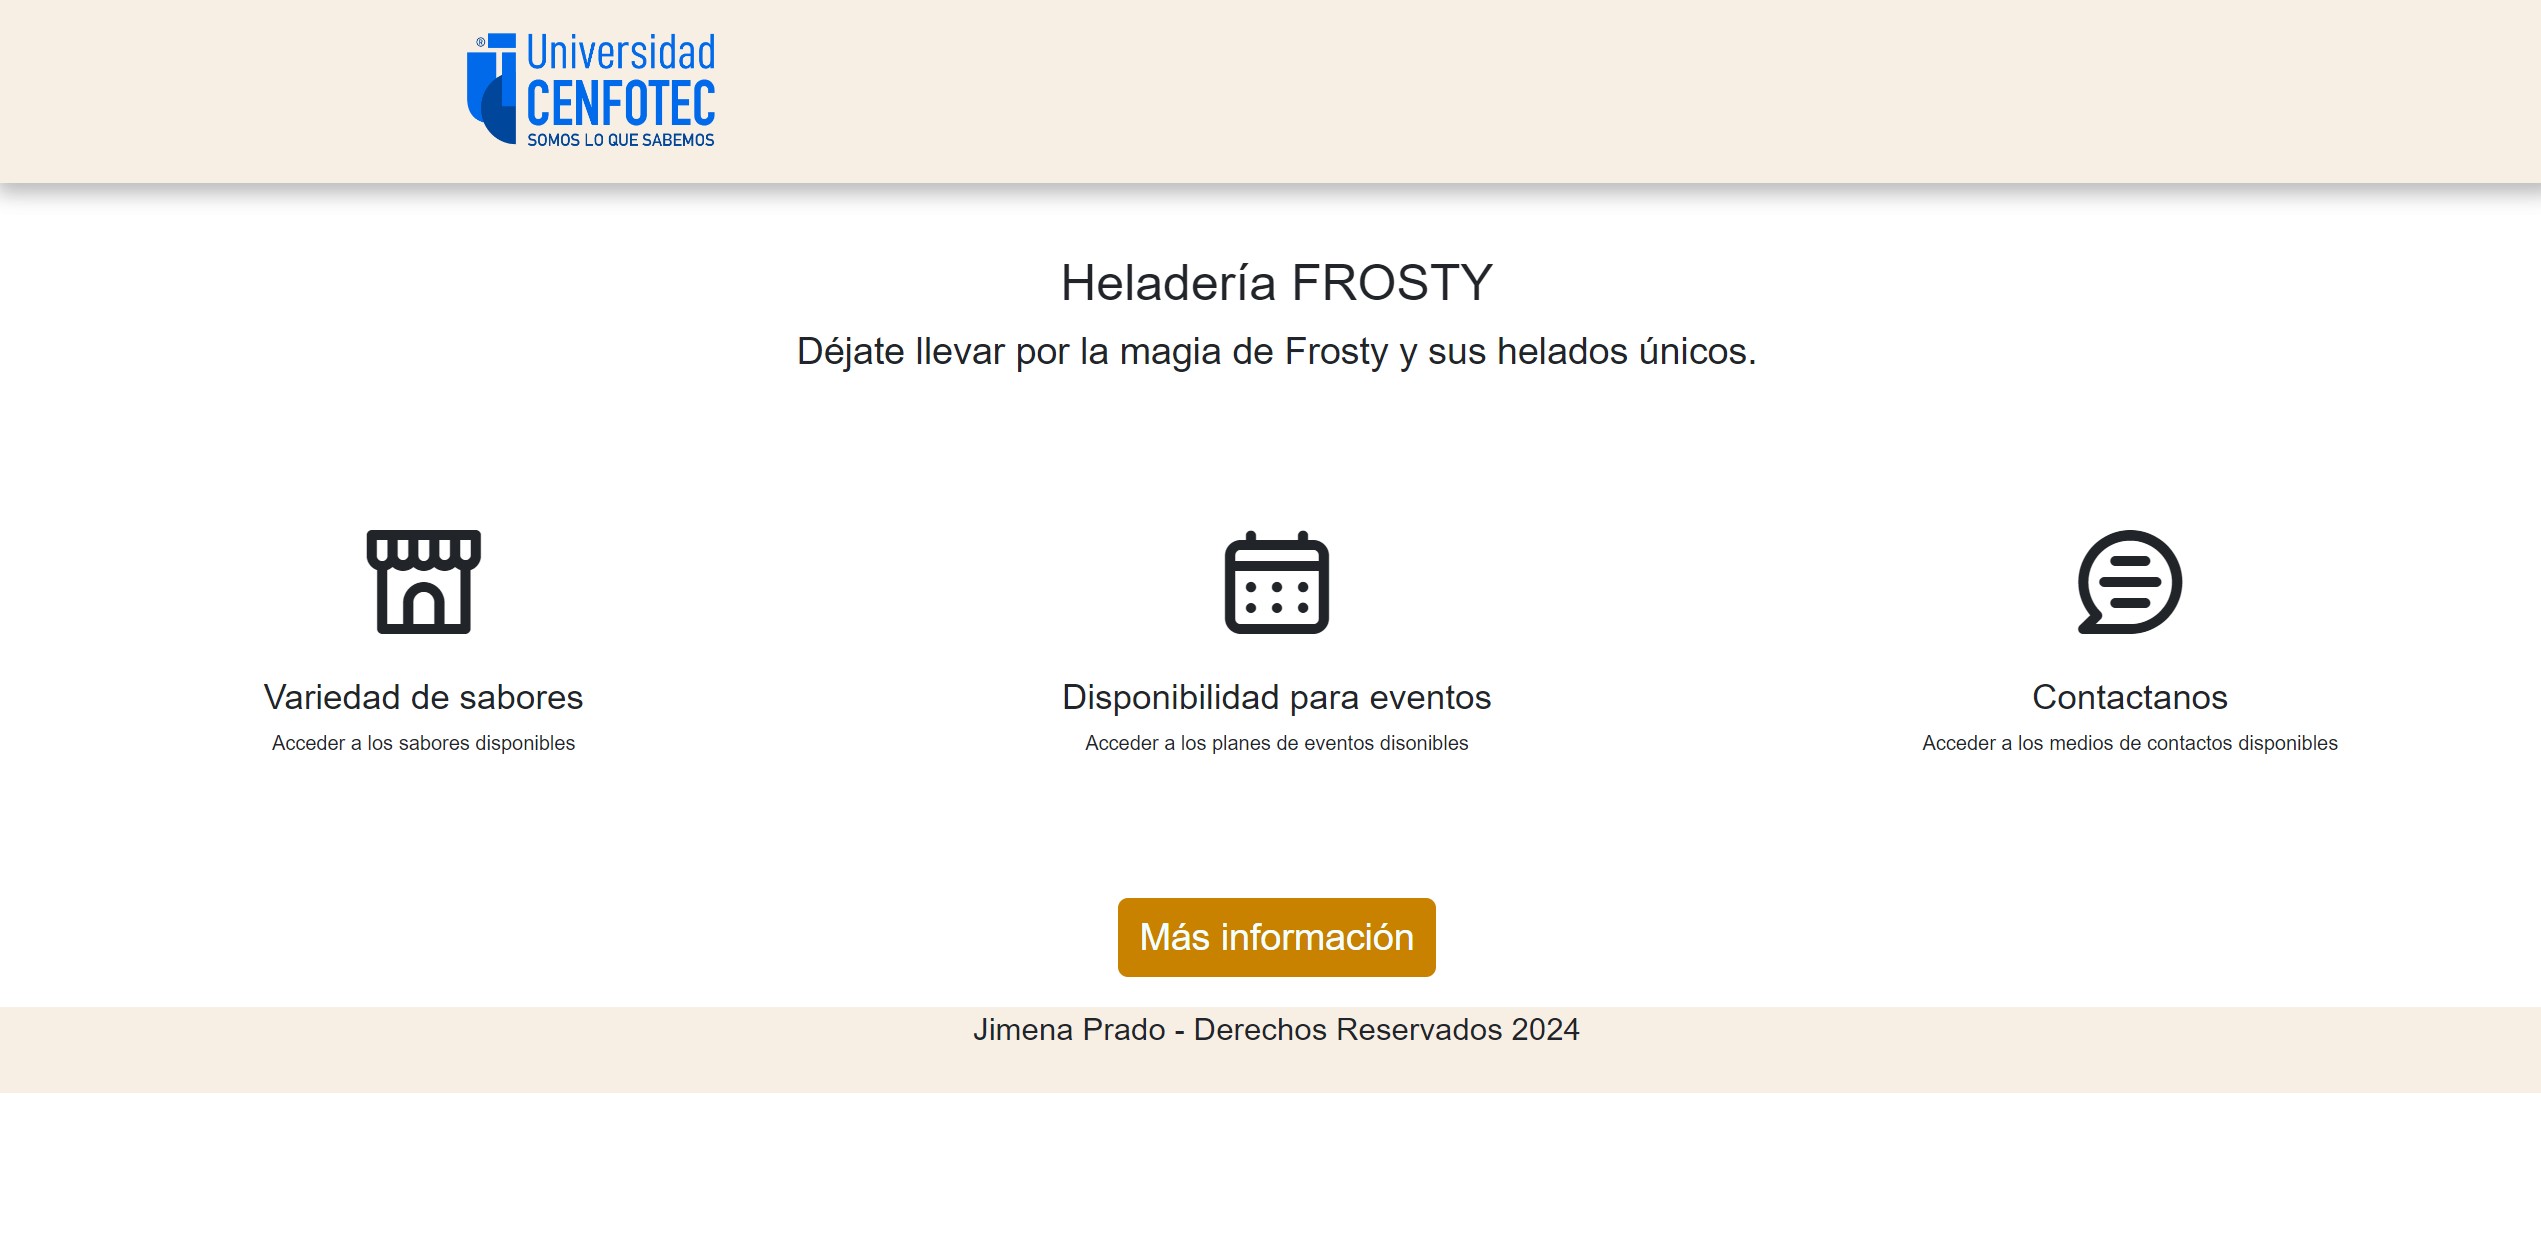 ®
Universidad
CENFOTEC
SOMOS LO QUE SABEMOS
Heladería FROSTY
Déjate llevar por la magia de Frosty y sus helados únicos.
Variedad de sabores
Acceder a los sabores disponibles
Disponibilidad para eventos
Acceder a los planes de eventos disonibles
Contactanos
Acceder a los medios de contactos disponibles
Más información
Jimena Prado - Derechos Reservados 2024